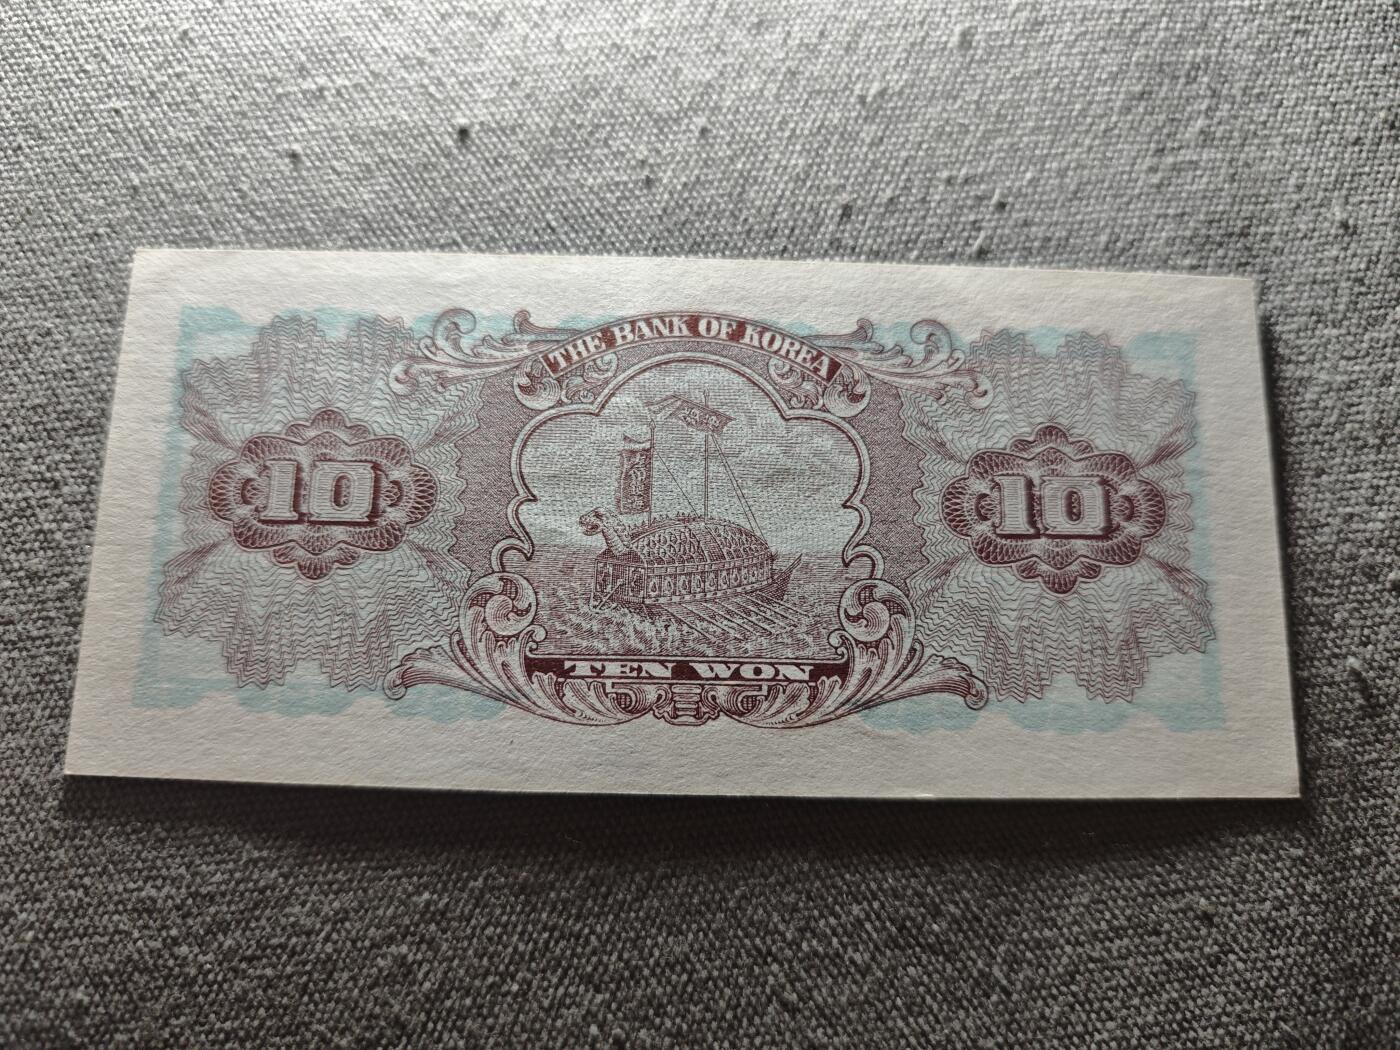 THE BANK OF KOREA
10 10
TEN WON